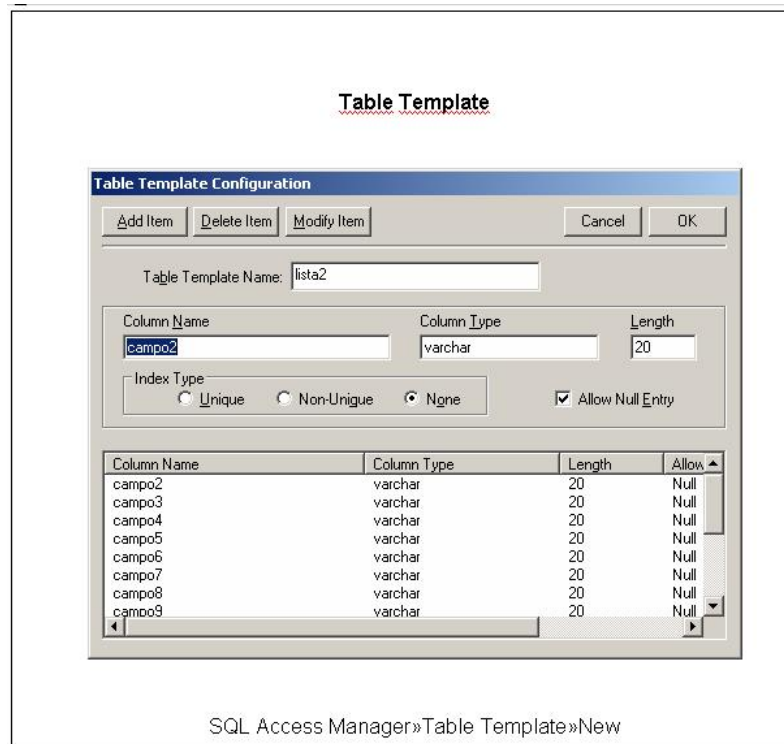 Table Template
Table Template Configuration
Add Item Delete Item Modify Item Cancel OK
Table Template Name: lista2
Column Name Column Type Length
campo2 varchar 20
Index Type
Unique Non-Unique None Allow Null Entry
Column Name Column Type Length Allow
campo2 varchar 20 Null
campo3 varchar 20 Null
campo4 varchar 20 Null
campo5 varchar 20 Null
campo6 varchar 20 Null
campo7 varchar 20 Null
campo8 varchar 20 Null
campo9 varchar 20 Null
SQL Access Manager»Table Template»New